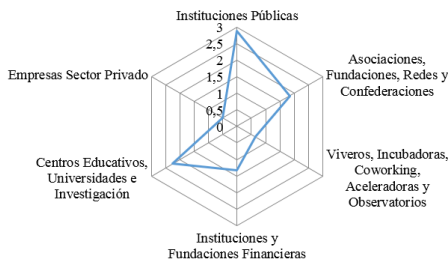 Instituciones Públicas
3
2,5
2
1,5
1
0,5
0
Asociaciones,
Fundaciones, Redes y
Confederaciones
Viveros, Incubadoras,
Coworking,
Aceleradoras y
Observatorios
Instituciones y
Fundaciones Financieras
Centros Educativos,
Universidades e
Investigación
Empresas Sector Privado